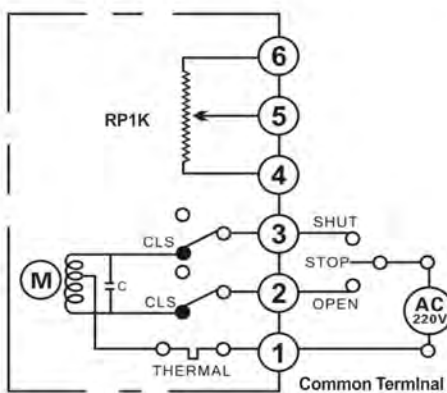 6
RP1K
5
4
3
SHUT
CLS
STOP
M
C
AC
220V
CLS
2
OPEN
1
THERMAL
Common Terminal